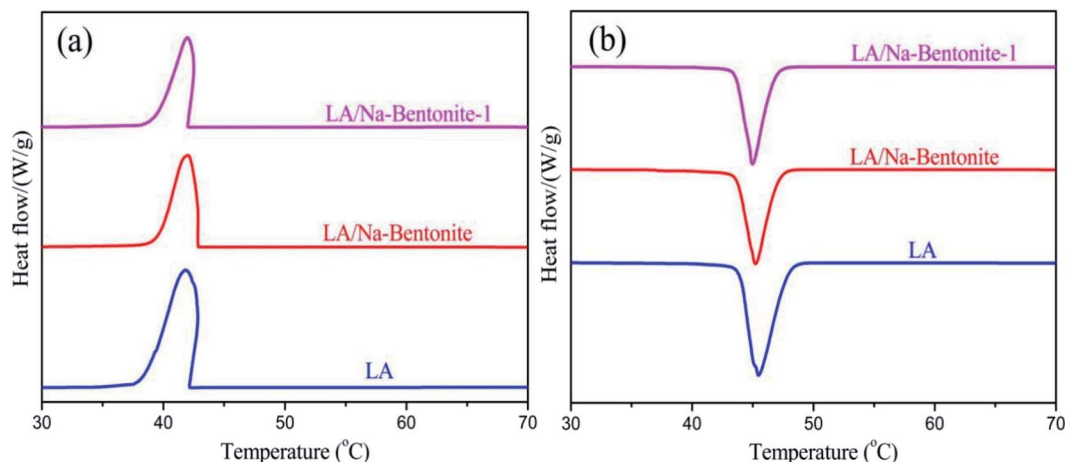 (a)
LA/Na-Bentonite-1
LA/Na-Bentonite
LA
Heat flow/(W/g)
30 40 50 60 70
Temperature (°C)
(b)
LA/Na-Bentonite-1
LA/Na-Bentonite
LA
Heat flow/(W/g)
30 40 50 60 70
Temperature (°C)